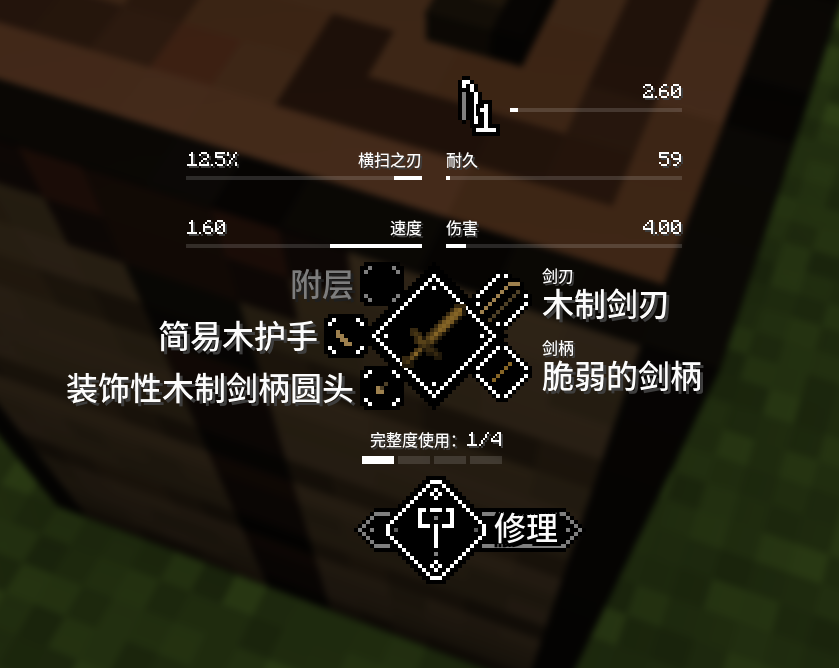 1
2.60
12.5% 横扫之刃
耐久 59
1.60 速度
伤害 4.00
附层
剑刃
木制剑刃
简易木护手
剑柄
脆弱的剑柄
装饰性木制剑柄圆头
完整度使用: 1/4
修理